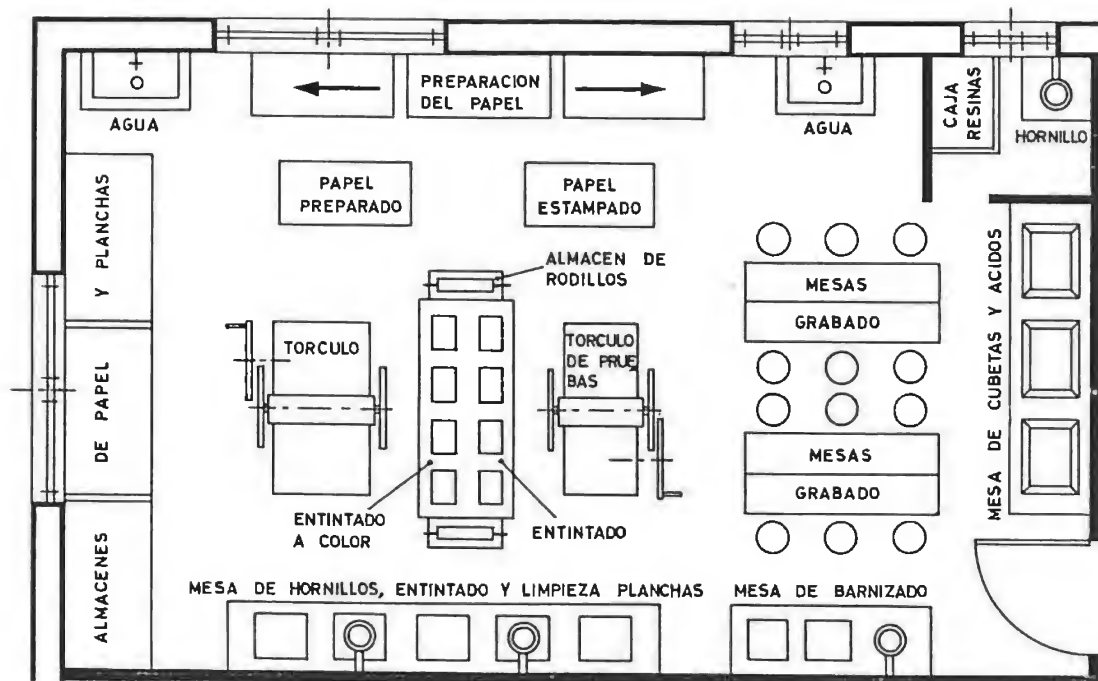 PREPARACION
DEL PAPEL
AGUA
AGUA
CAJA
RESINAS
HORNILLO
PAPEL
PREPARADO
PAPEL
ESTAMPADO
ALMACEN DE
RODILLOS
MESAS
GRABADO
TORCULO
TORCULO
DE PRUE
BAS
MESAS
GRABADO
ENTINTADO
A COLOR
ENTINTADO
ALMACENES DE PAPEL Y PLANCHAS
MESA DE CUBETAS Y ACIDOS
MESA DE HORNILLOS, ENTINTADO Y LIMPIEZA PLANCHAS
MESA DE BARNIZADO